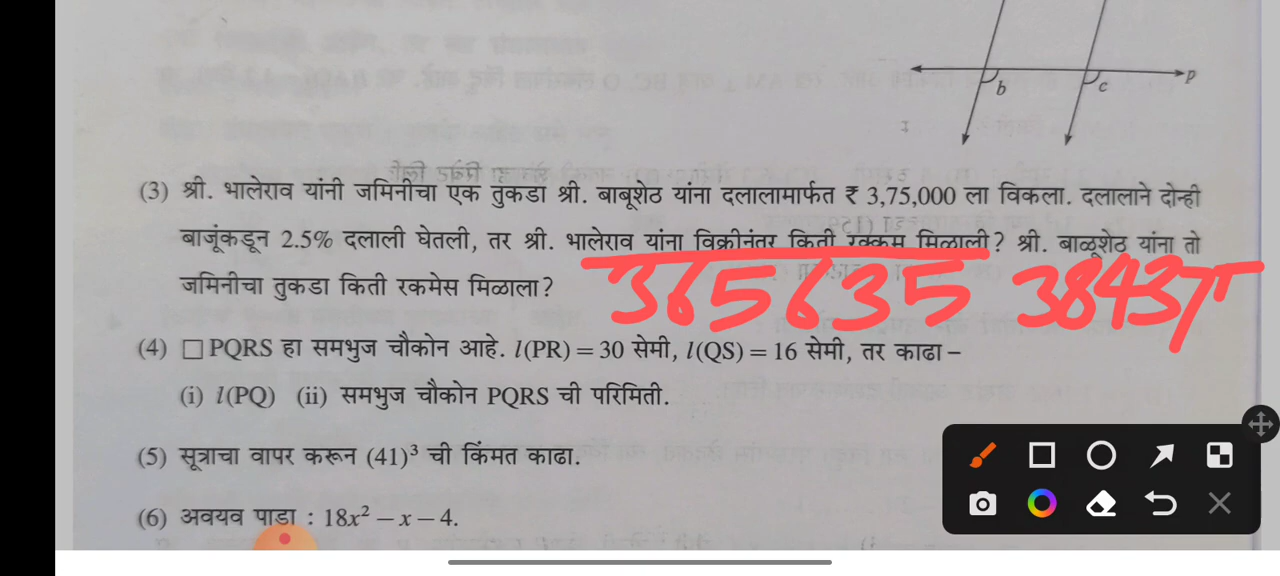 b
c
p
(3) श्री. भालेराव यांनी जमिनीचा एक तुकडा श्री. बाबूशेठ यांना दलालामार्फत ₹ 3,75,000 ला विकला. दलालाने दोन्ही
बाजूंकडून 2.5% दलाली घेतली, तर श्री. भालेराव यांना विक्रीनंतर किती रक्कम मिळाली? श्री. बाळूशेठ यांना तो
जमिनीचा तुकडा किती रकमेस मिळाला?
365635 38437
(4) □PQRS हा समभुज चौकोन आहे. l(PR) = 30 सेमी, l(QS) = 16 सेमी, तर काढा –
(i) l(PQ) (ii) समभुज चौकोन PQRS ची परिमिती.
(5) सूत्राचा वापर करून (41)³ ची किंमत काढा.
(6) अवयव पाडा : 18x² – x – 4.